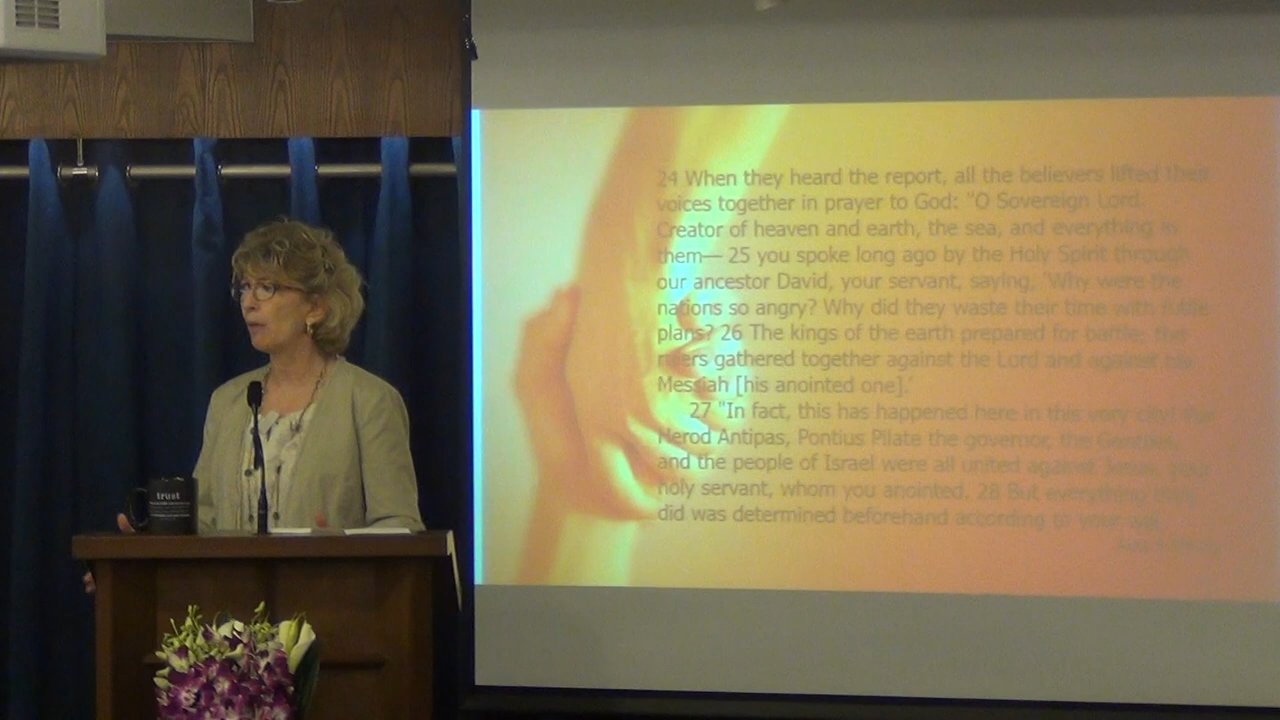 trust
24 When they heard the report, all the believers lifted their
voices together in prayer to God: "O Sovereign Lord,
Creator of heaven and earth, the sea, and everything in
them— 25 you spoke long ago by the Holy Spirit through
our ancestor David, your servant, saying, 'Why were the
nations so angry? Why did they waste their time with futile
plans? 26 The kings of the earth prepared for battle; the
rulers gathered together against the Lord and against his
Messiah [his anointed one].'
27 "In fact, this has happened here in this very city! For
Herod Antipas, Pontius Pilate the governor, the Gentiles,
and the people of Israel were all united against Jesus, your
holy servant, whom you anointed. 28 But everything they
did was determined beforehand according to your will.